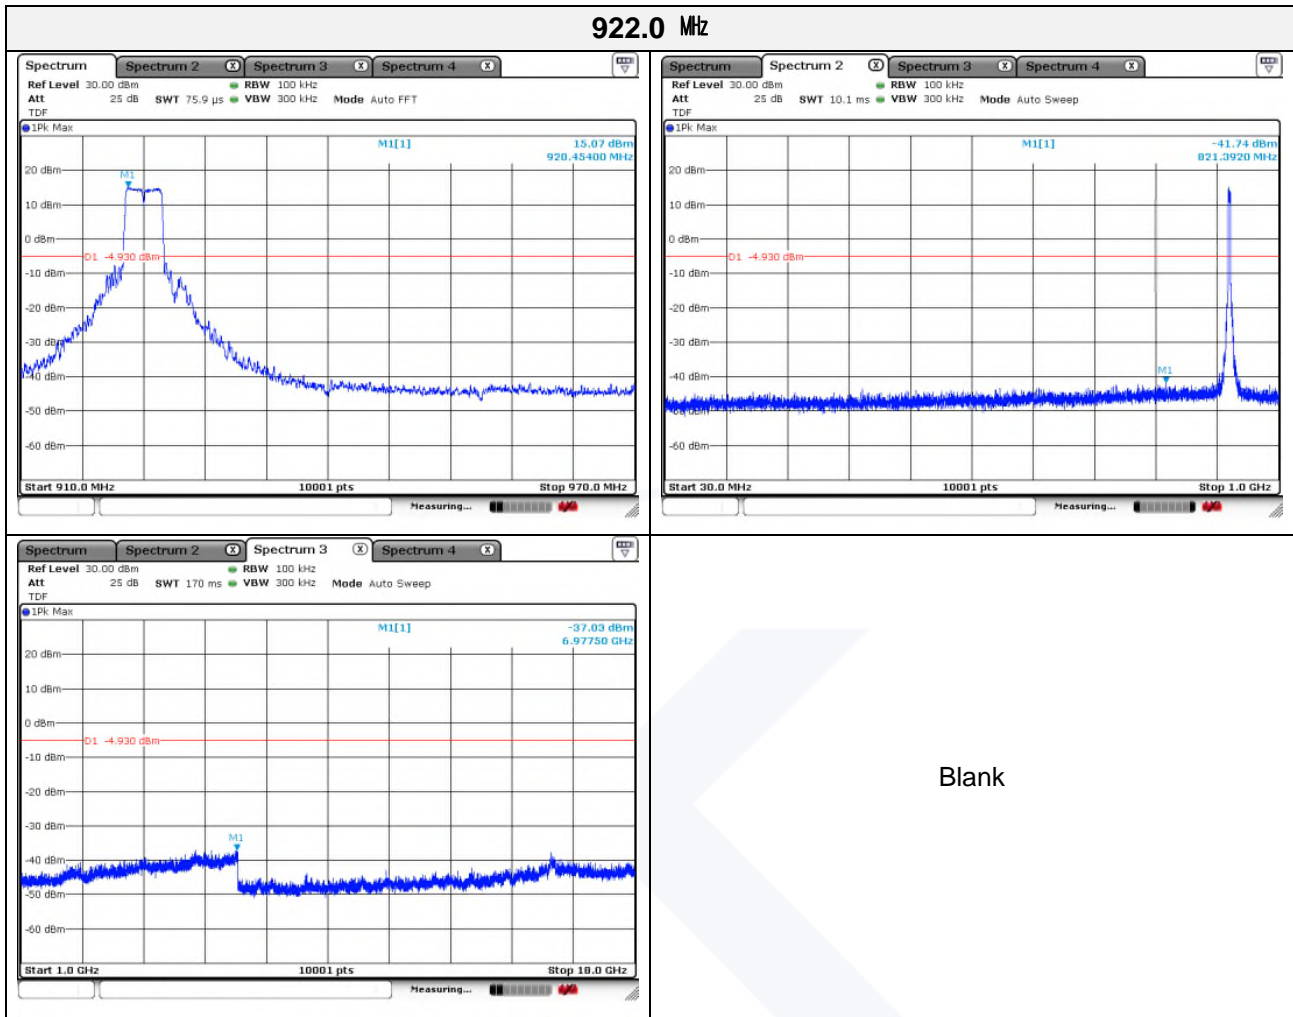 922.0 ㎒
Spectrum Spectrum 2 X Spectrum 3 X Spectrum 4 X
Ref Level 30.00 dBm RBW 100 kHz
Att 25 dB SWT 75.9 µs VBW 300 kHz Mode Auto FFT
TDF
1Pk Max
M1[1] 15.07 dBm
920.45400 MHz
20 dBm
M1
10 dBm
0 dBm
D1 -4.930 dBm
-10 dBm
-20 dBm
-30 dBm
-40 dBm
-50 dBm
-60 dBm
Start 910.0 MHz 10001 pts Stop 970.0 MHz
Measuring...
Spectrum Spectrum 2 X Spectrum 3 X Spectrum 4 X
Ref Level 30.00 dBm RBW 100 kHz
Att 25 dB SWT 10.1 ms VBW 300 kHz Mode Auto Sweep
TDF
1Pk Max
M1[1] -41.74 dBm
821.3920 MHz
20 dBm
10 dBm
0 dBm
D1 -4.930 dBm
-10 dBm
-20 dBm
-30 dBm
-40 dBm
M1
-50 dBm
-60 dBm
Start 30.0 MHz 10001 pts Stop 1.0 GHz
Measuring...
Spectrum Spectrum 2 X Spectrum 3 X Spectrum 4 X
Ref Level 30.00 dBm RBW 100 kHz
Att 25 dB SWT 170 ms VBW 300 kHz Mode Auto Sweep
TDF
1Pk Max
M1[1] -37.03 dBm
6.97750 GHz
20 dBm
10 dBm
0 dBm
D1 -4.930 dBm
-10 dBm
-20 dBm
-30 dBm
M1
-40 dBm
-50 dBm
-60 dBm
Start 1.0 GHz 10001 pts Stop 18.0 GHz
Measuring...
Blank